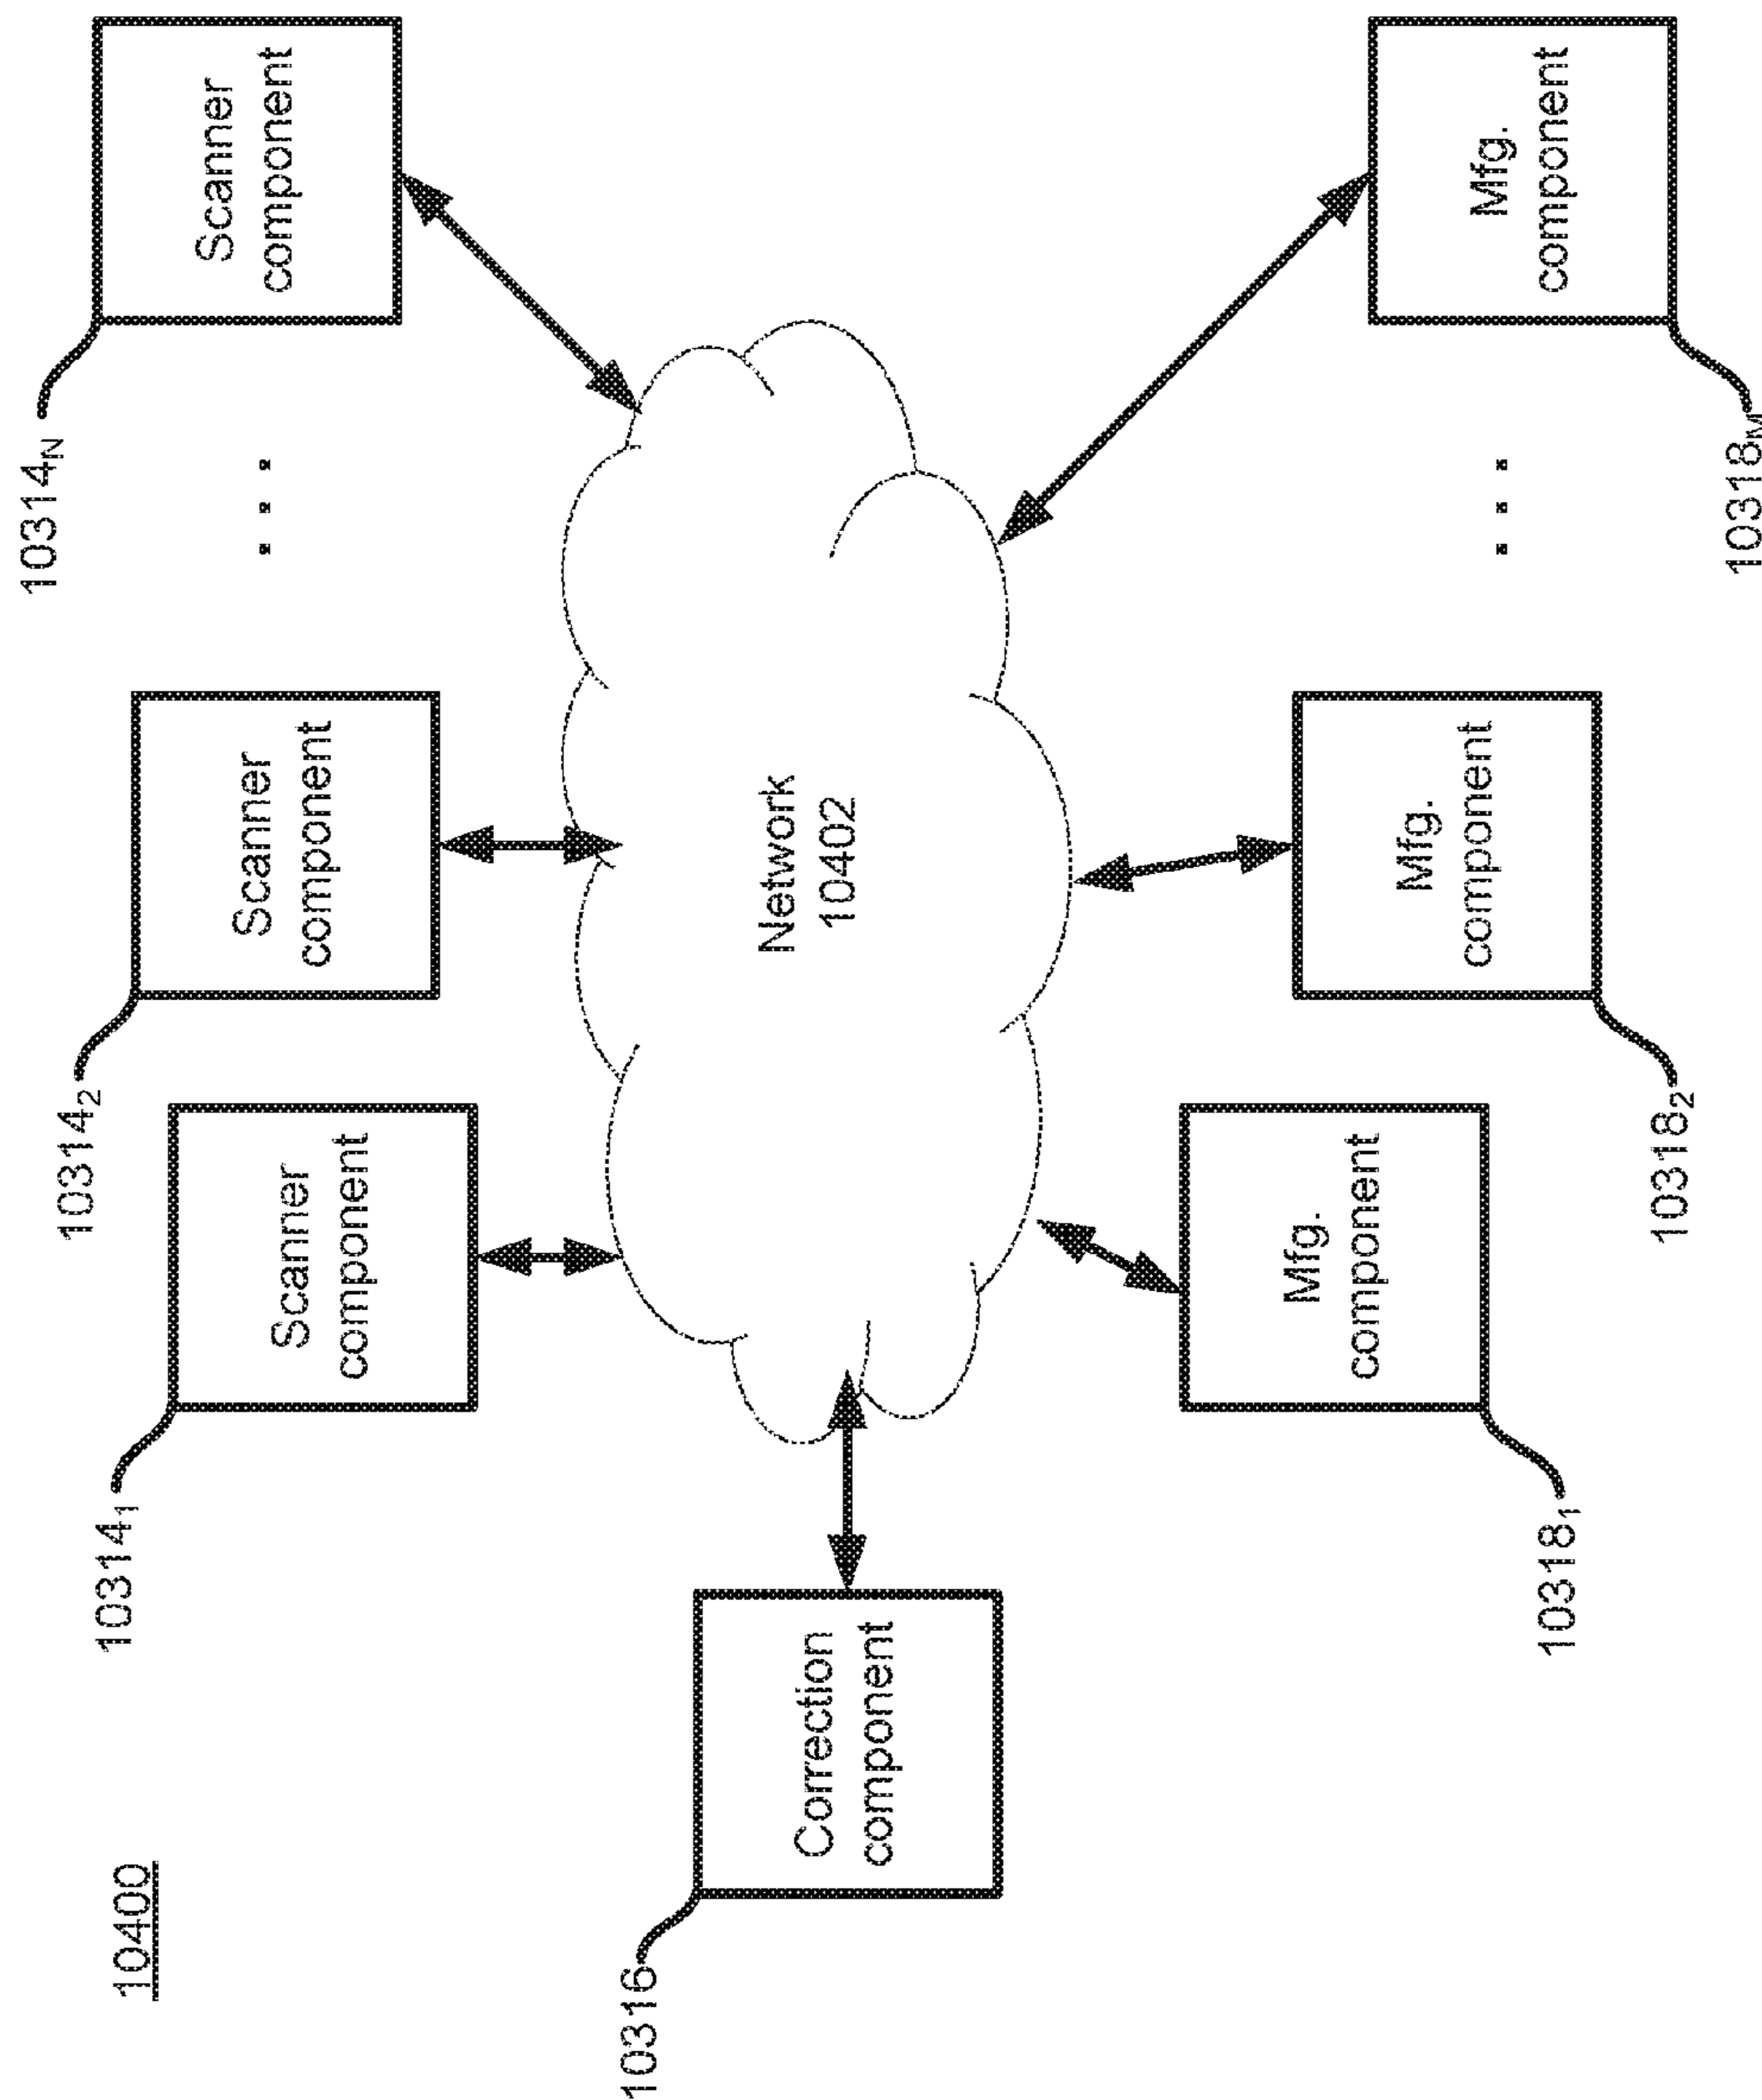 10400
10314₁
10314₂
10314N
Scanner
component
Scanner
component
. . .
Scanner
component
10316
Correction
component
Network
10402
Mfg.
component
Mfg.
component
. . .
Mfg.
component
10318₁
10318₂
10318M